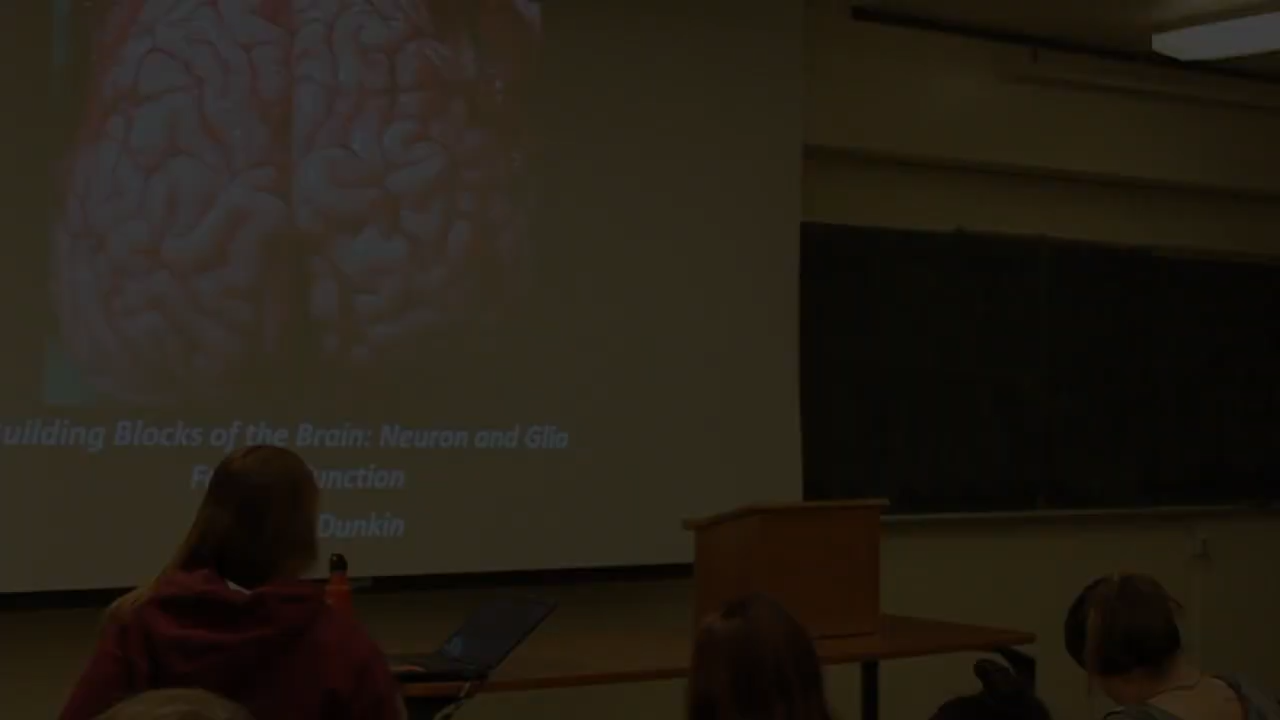 uilding Blocks of the Brain: Neuron and Glia
F unction
Dunkin